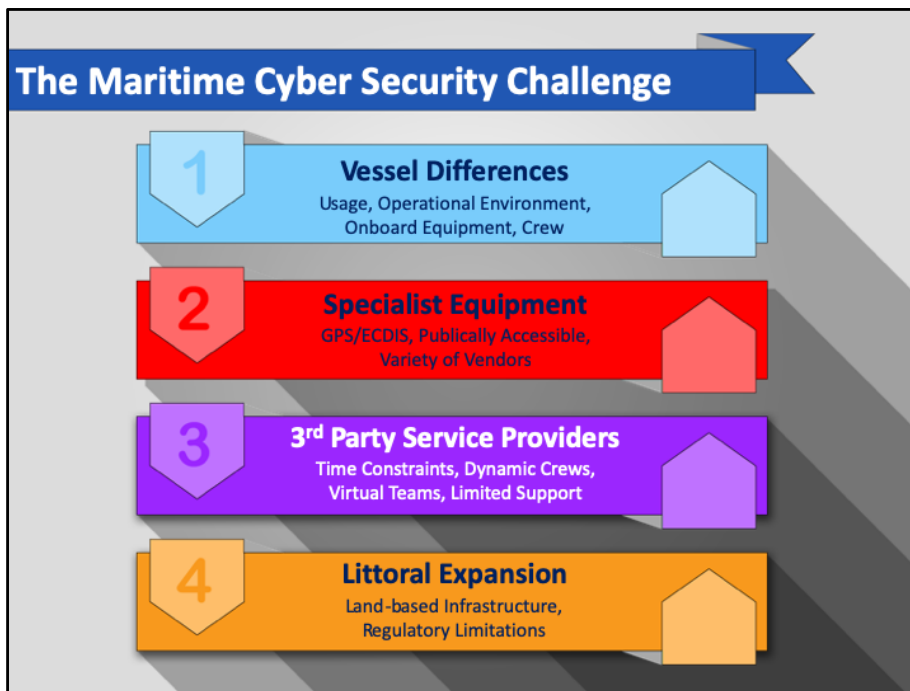 The Maritime Cyber Security Challenge
1
Vessel Differences
Usage, Operational Environment,
Onboard Equipment, Crew
2
Specialist Equipment
GPS/ECDIS, Publically Accessible,
Variety of Vendors
3
3rd Party Service Providers
Time Constraints, Dynamic Crews,
Virtual Teams, Limited Support
4
Littoral Expansion
Land-based Infrastructure,
Regulatory Limitations